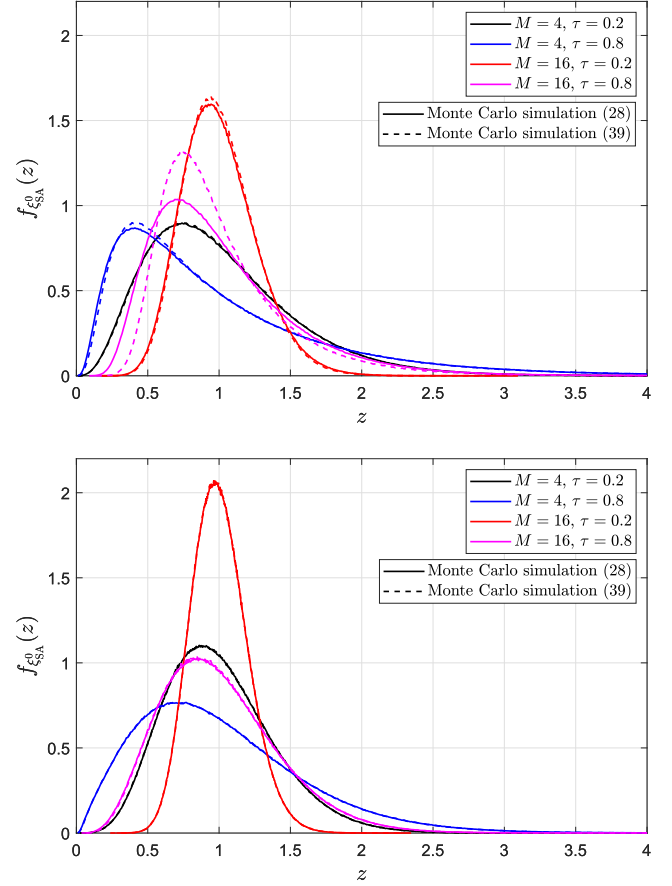 M = 4, τ = 0.2
M = 4, τ = 0.8
M = 16, τ = 0.2
M = 16, τ = 0.8
Monte Carlo simulation (28)
Monte Carlo simulation (39)
f_{ξ_{SA}^{0}}(z)
2
1.5
1
0.5
0
0 0.5 1 1.5 2 2.5 3 3.5 4
z
M = 4, τ = 0.2
M = 4, τ = 0.8
M = 16, τ = 0.2
M = 16, τ = 0.8
Monte Carlo simulation (28)
Monte Carlo simulation (39)
f_{ξ_{SA}^{0}}(z)
2
1.5
1
0.5
0
0 0.5 1 1.5 2 2.5 3 3.5 4
z